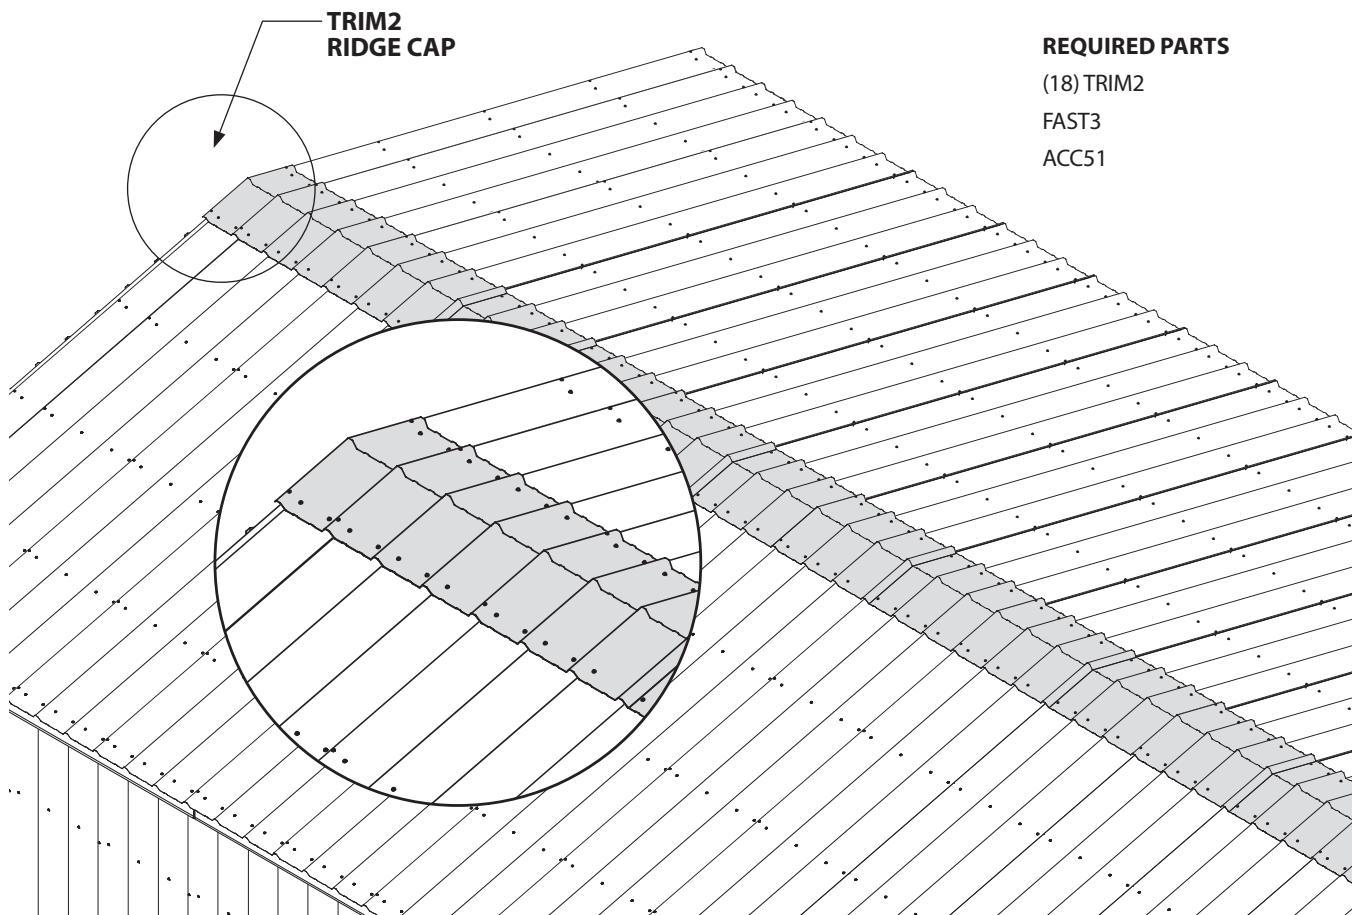 TRIM2
RIDGE CAP
REQUIRED PARTS
(18) TRIM2
FAST3
ACC51